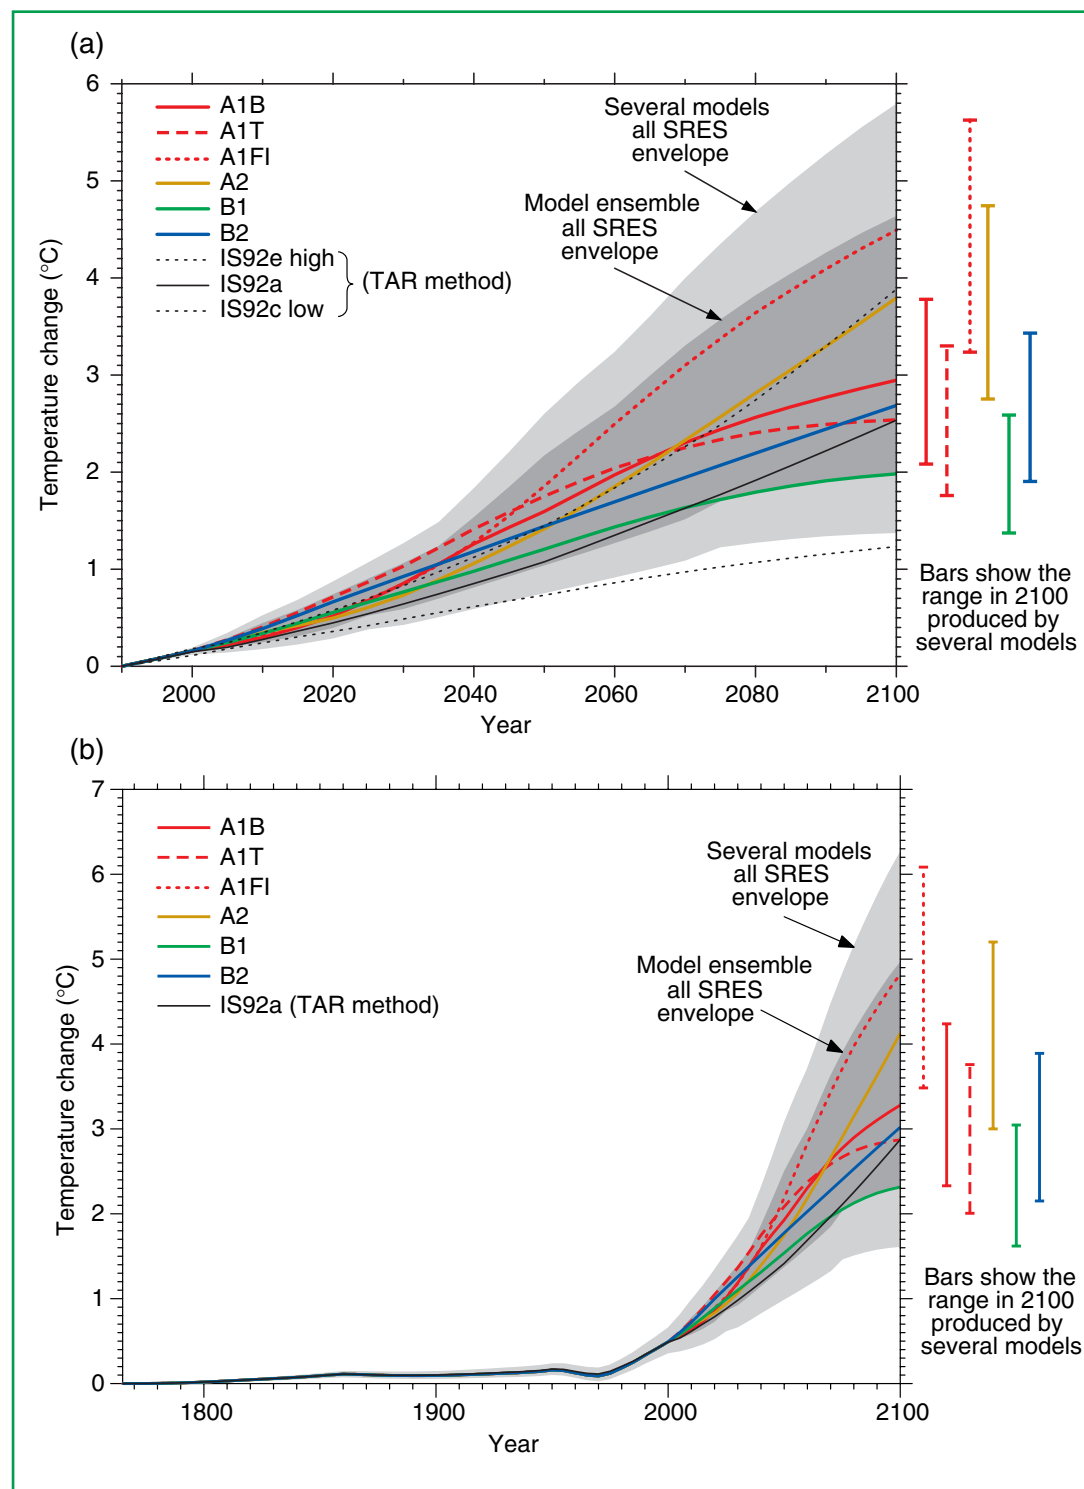 (a)
6
5
4
3
2
1
0
Temperature change (°C)
A1B
A1T
A1FI
A2
B1
B2
IS92e high
IS92a
IS92c low
(TAR method)
Several models
all SRES
envelope
Model ensemble
all SRES
envelope
2000
2020
2040
2060
2080
2100
Year
Bars show the
range in 2100
produced by
several models
(b)
7
6
5
4
3
2
1
0
Temperature change (°C)
A1B
A1T
A1FI
A2
B1
B2
IS92a (TAR method)
Several models
all SRES
envelope
Model ensemble
all SRES
envelope
1800
1900
2000
2100
Year
Bars show the
range in 2100
produced by
several models